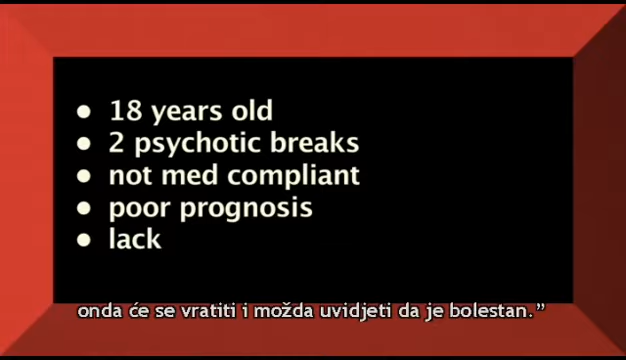 • 18 years old
• 2 psychotic breaks
• not med compliant
• poor prognosis
• lack
onda će se vratiti i možda uvidjeti da je bolestan.”